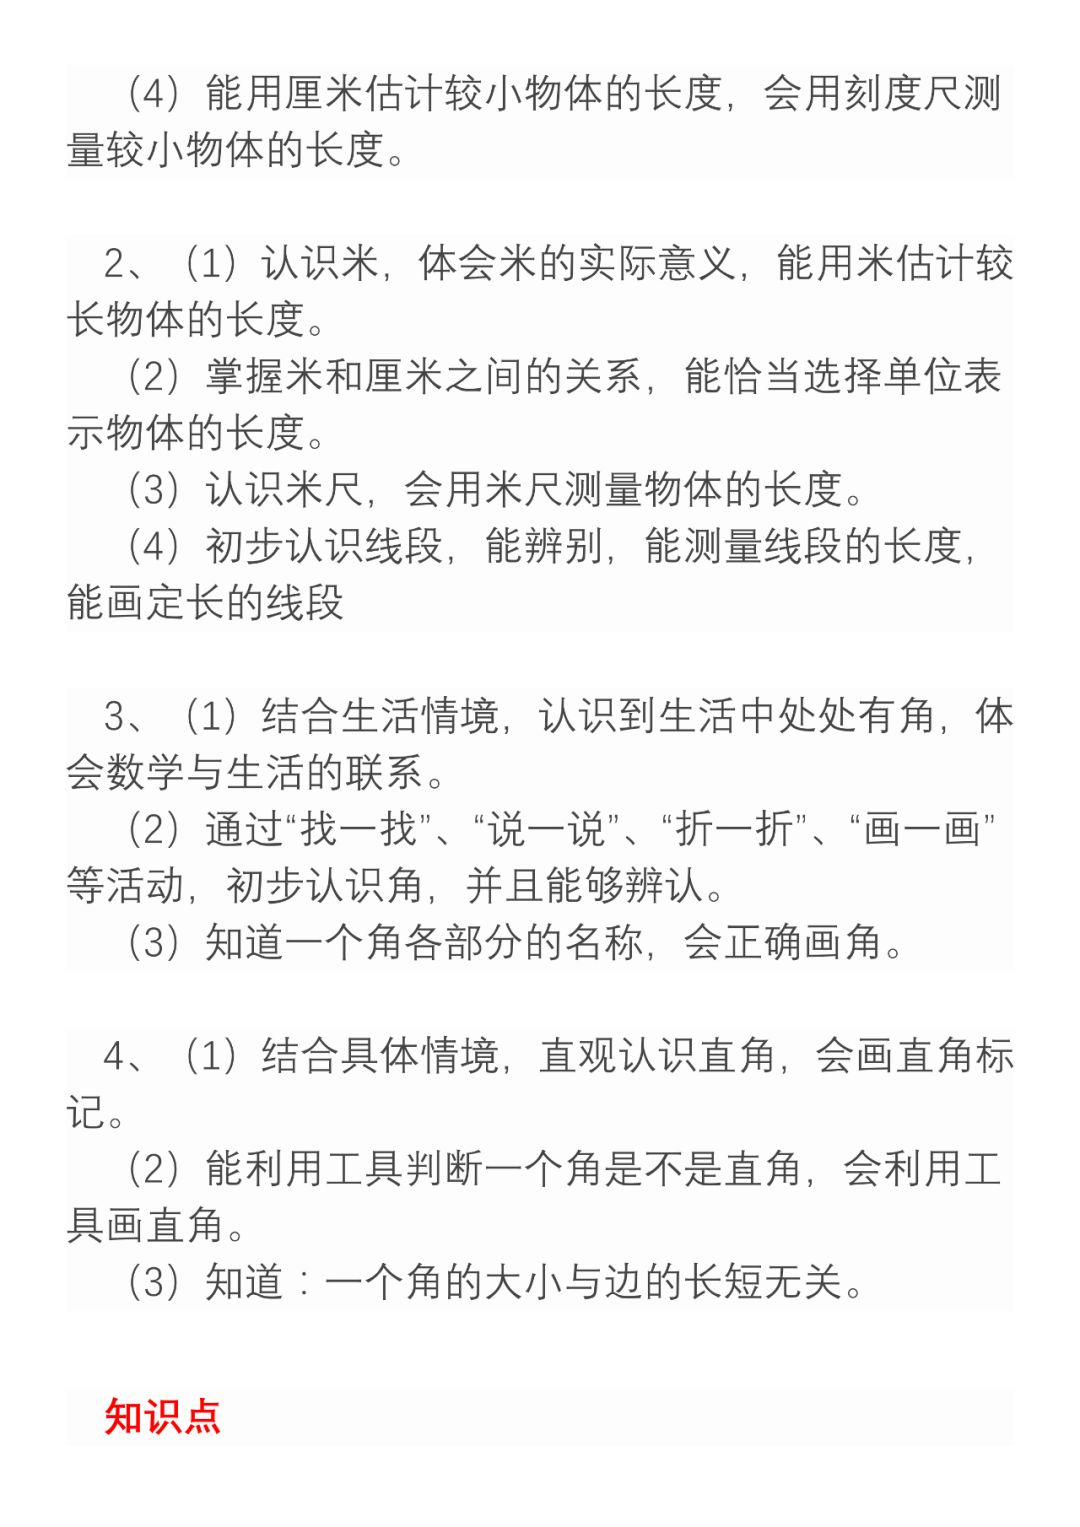 （4）能用厘米估计较小物体的长度，会用刻度尺测
量较小物体的长度。
2、（1）认识米，体会米的实际意义，能用米估计较
长物体的长度。
（2）掌握米和厘米之间的关系，能恰当选择单位表
示物体的长度。
（3）认识米尺，会用米尺测量物体的长度。
（4）初步认识线段，能辨别，能测量线段的长度，
能画定长的线段
3、（1）结合生活情境，认识到生活中处处有角，体
会数学与生活的联系。
（2）通过“找一找”、“说一说”、“折一折”、“画一画”
等活动，初步认识角，并且能够辨认。
（3）知道一个角各部分的名称，会正确画角。
4、（1）结合具体情境，直观认识直角，会画直角标
记。
（2）能利用工具判断一个角是不是直角，会利用工
具画直角。
（3）知道：一个角的大小与边的长短无关。
知识点